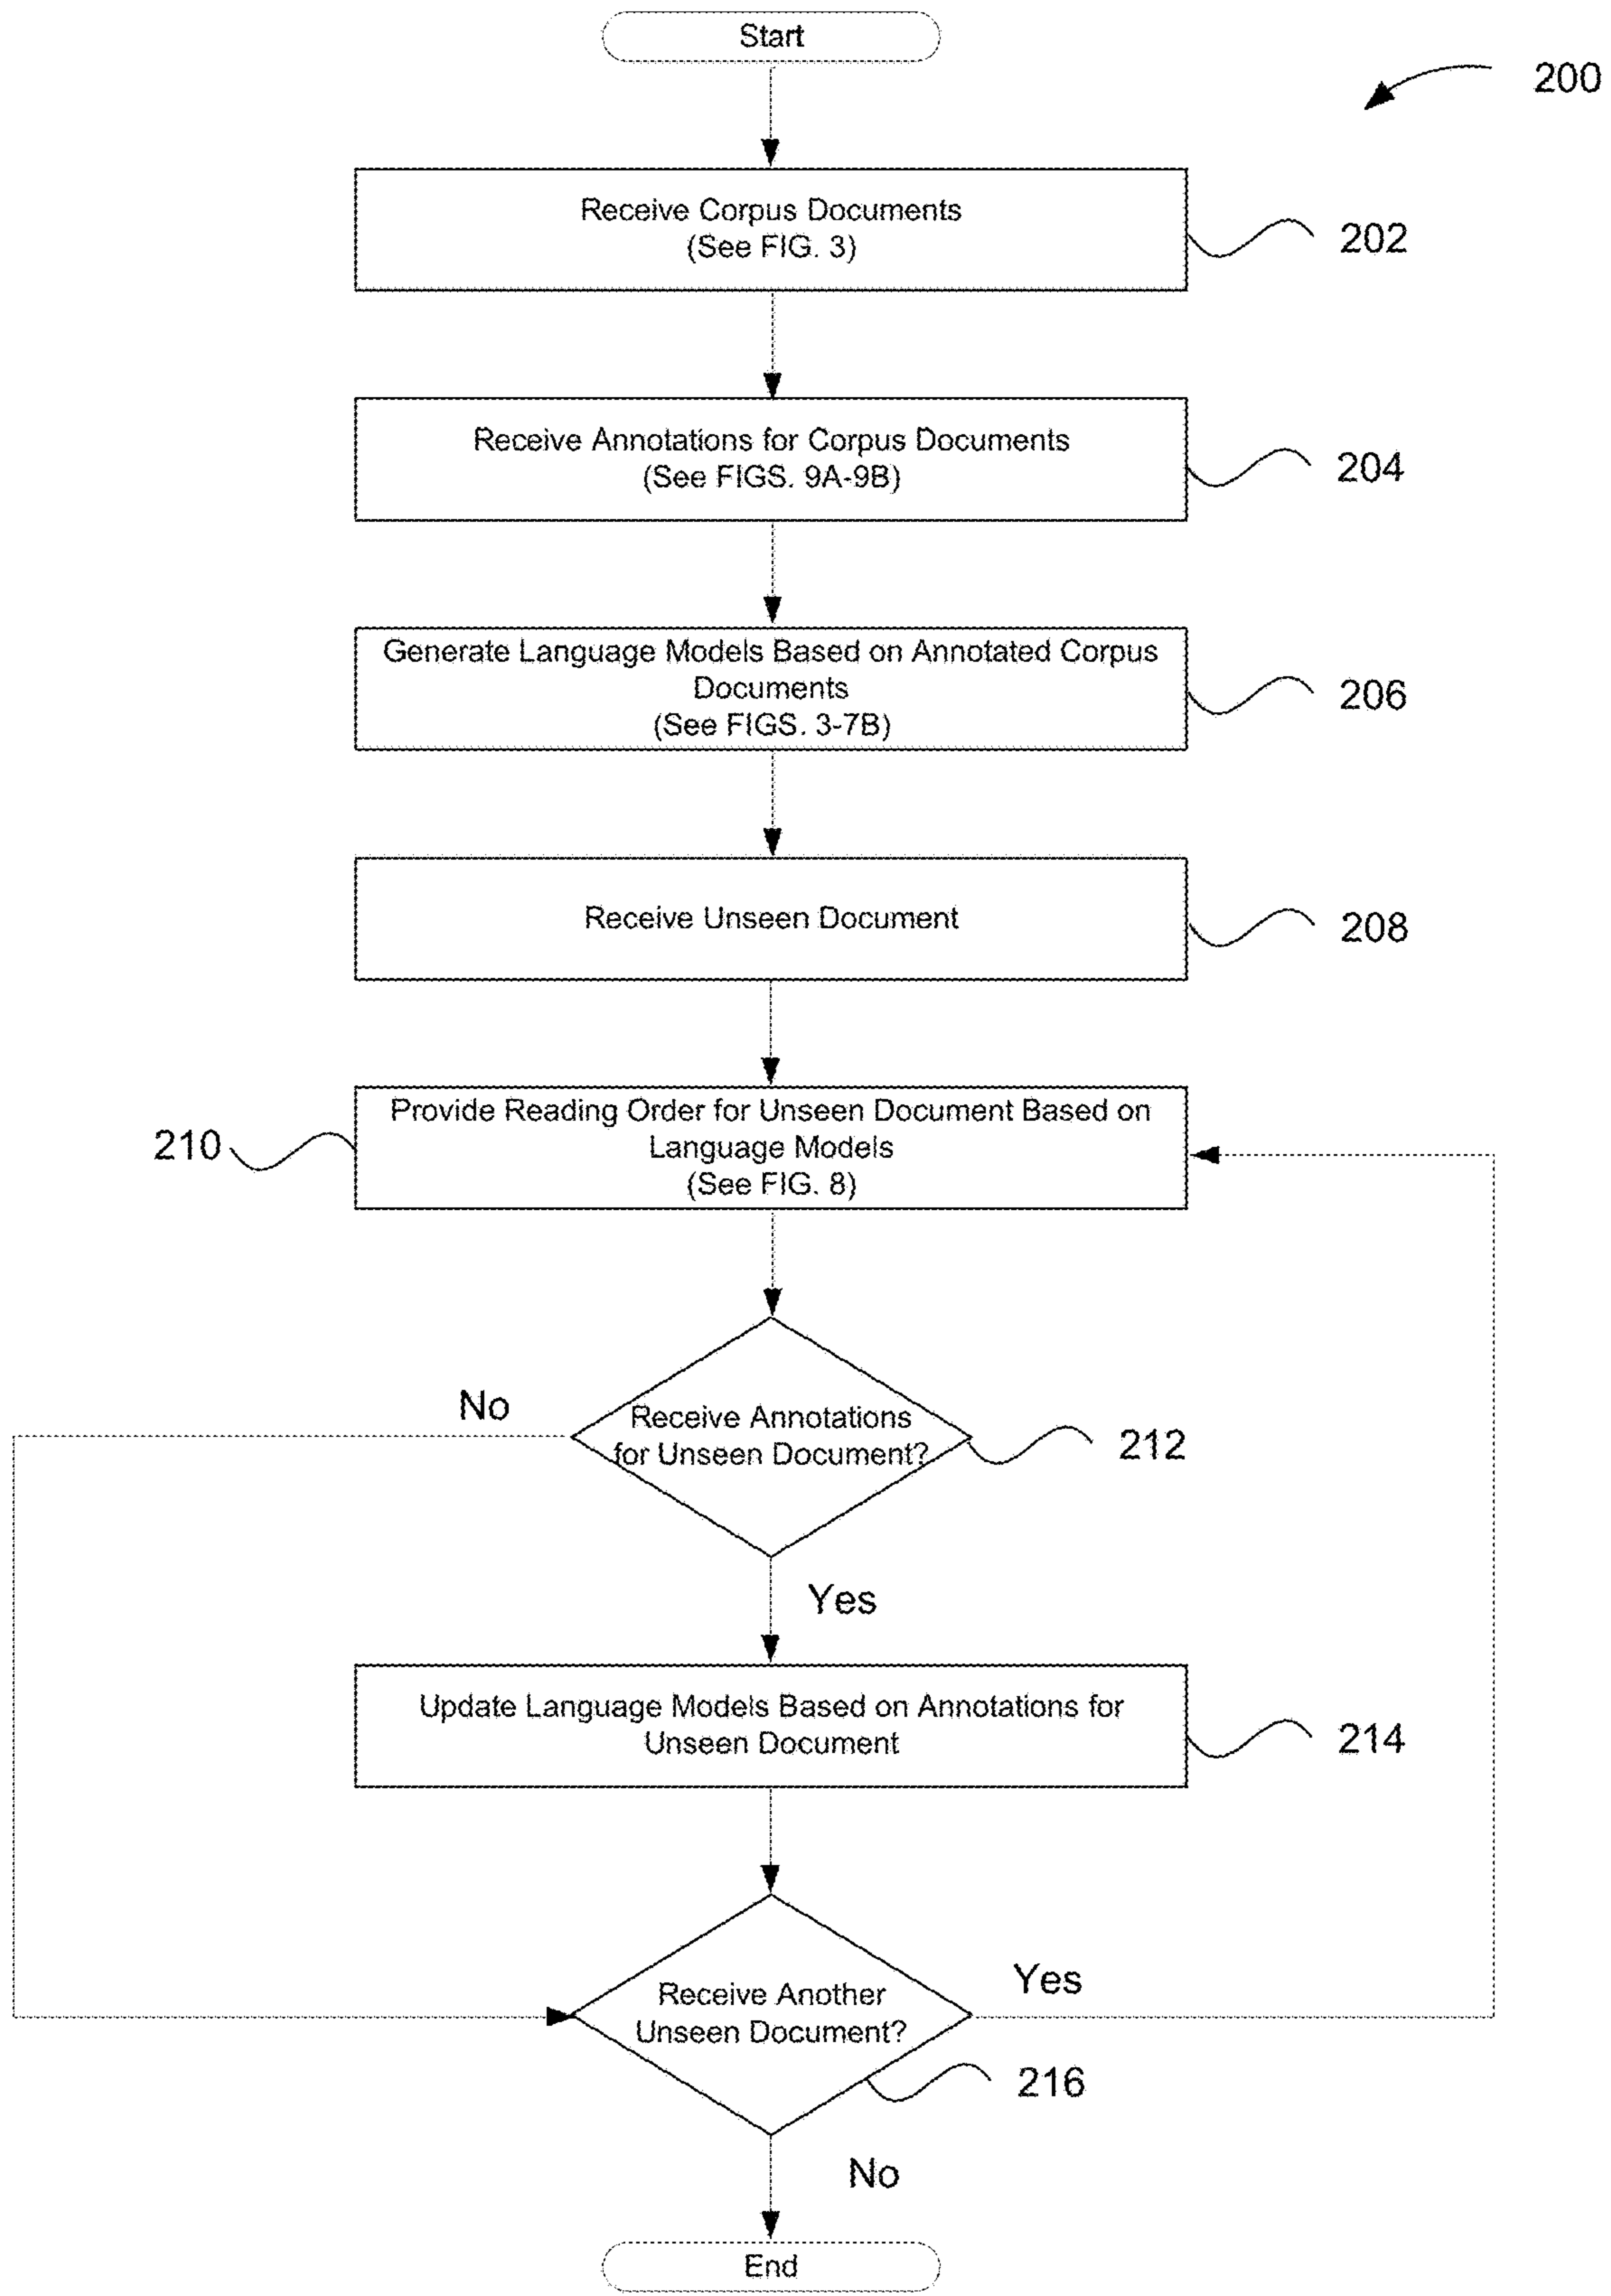 Start
200
Receive Corpus Documents
(See FIG. 3)
202
Receive Annotations for Corpus Documents
(See FIGS. 9A-9B)
204
Generate Language Models Based on Annotated Corpus
Documents
(See FIGS. 3-7B)
206
Receive Unseen Document
208
Provide Reading Order for Unseen Document Based on
Language Models
(See FIG. 8)
210
No
Receive Annotations
for Unseen Document?
212
Yes
Update Language Models Based on Annotations for
Unseen Document
214
Receive Another
Unseen Document?
Yes
216
No
End